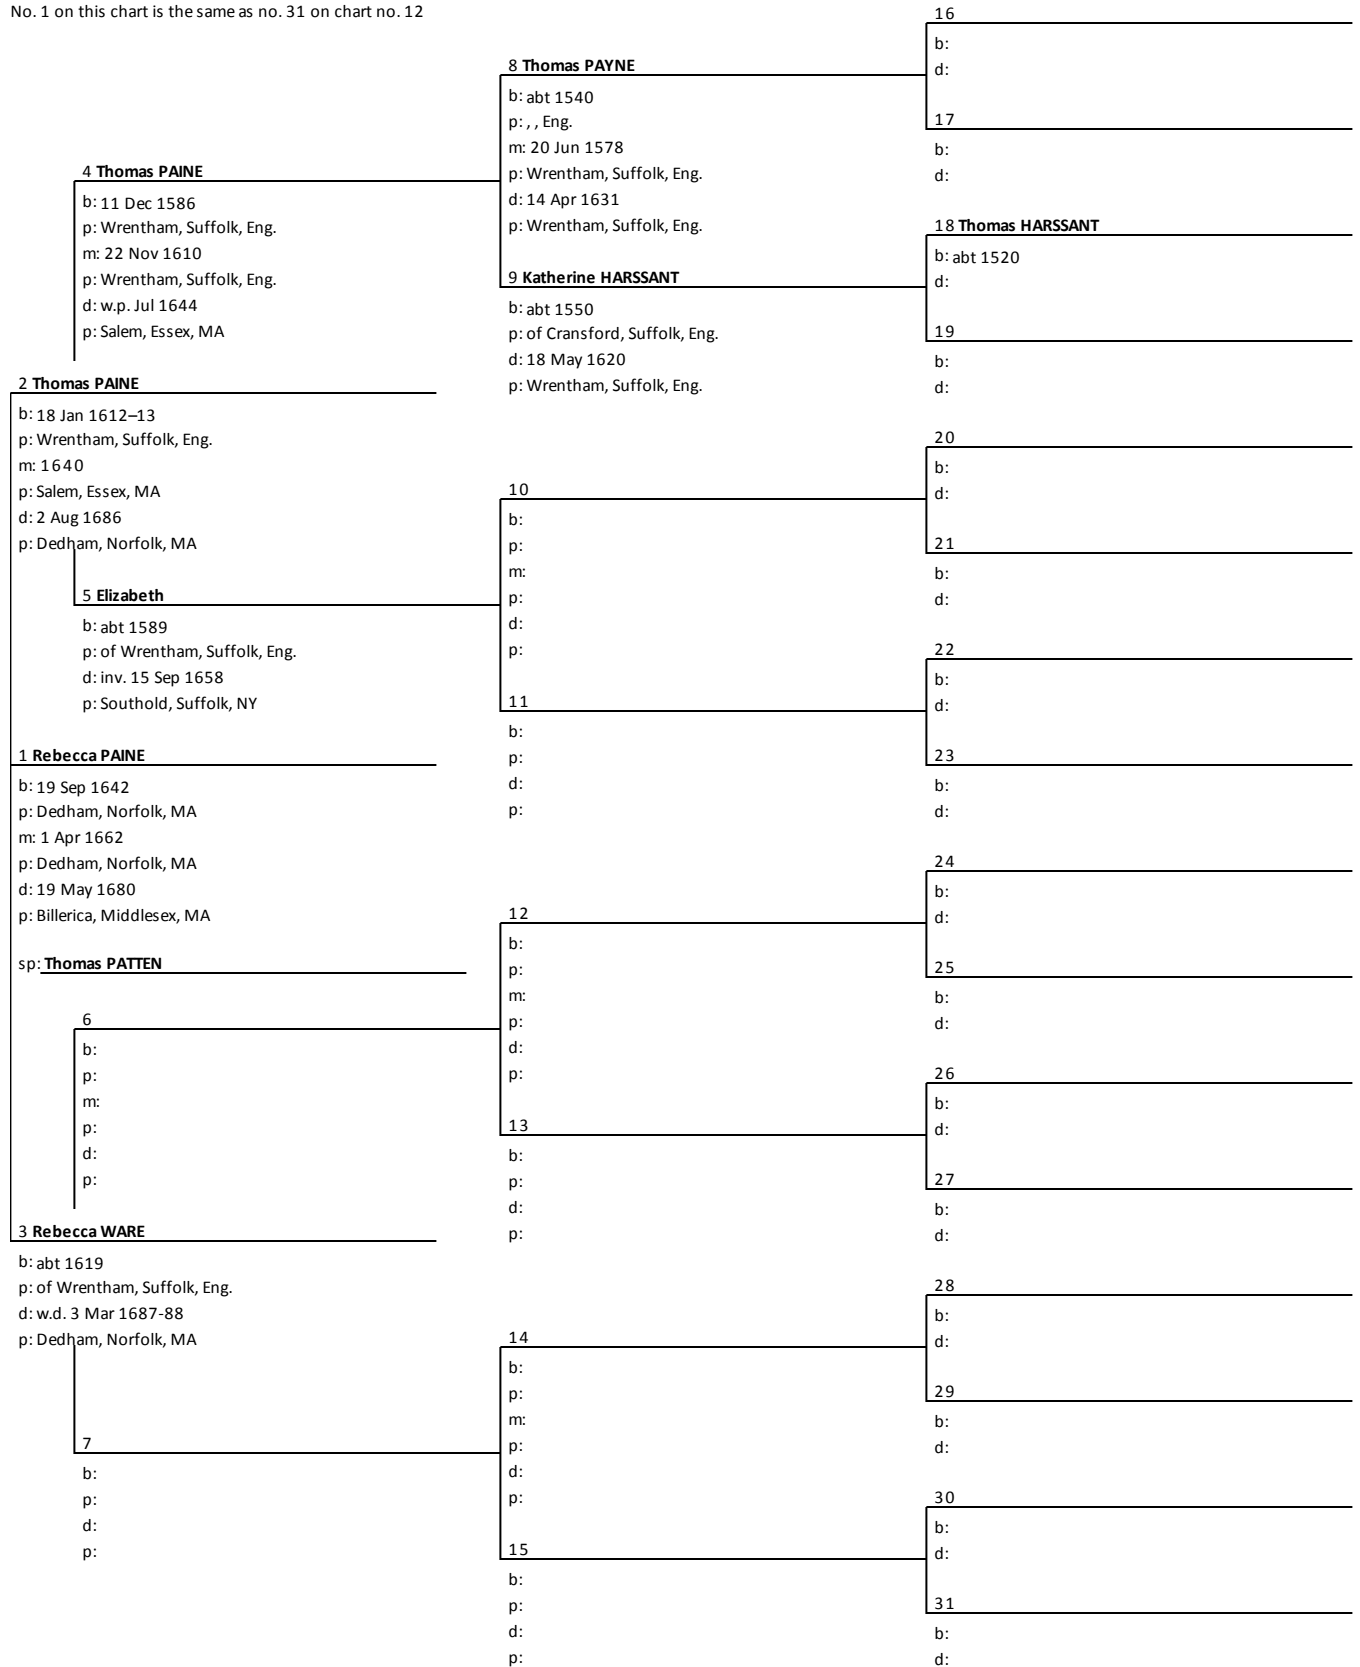 No. 1 on this chart is the same as no. 31 on chart no. 12
4 Thomas PAINE
b: 11 Dec 1586
p: Wrentham, Suffolk, Eng.
m: 22 Nov 1610
p: Wrentham, Suffolk, Eng.
d: w.p. Jul 1644
p: Salem, Essex, MA
2 Thomas PAINE
b: 18 Jan 1612–13
p: Wrentham, Suffolk, Eng.
m: 1640
p: Salem, Essex, MA
d: 2 Aug 1686
p: Dedham, Norfolk, MA
5 Elizabeth
b: abt 1589
p: of Wrentham, Suffolk, Eng.
d: inv. 15 Sep 1658
p: Southold, Suffolk, NY
1 Rebecca PAINE
b: 19 Sep 1642
p: Dedham, Norfolk, MA
m: 1 Apr 1662
p: Dedham, Norfolk, MA
d: 19 May 1680
p: Billerica, Middlesex, MA
sp: Thomas PATTEN
6
b:
p:
m:
p:
d:
p:
3 Rebecca WARE
b: abt 1619
p: of Wrentham, Suffolk, Eng.
d: w.d. 3 Mar 1687-88
p: Dedham, Norfolk, MA
7
b:
p:
d:
p:
8 Thomas PAYNE
b: abt 1540
p: , , Eng.
m: 20 Jun 1578
p: Wrentham, Suffolk, Eng.
d: 14 Apr 1631
p: Wrentham, Suffolk, Eng.
9 Katherine HARSSANT
b: abt 1550
p: of Cransford, Suffolk, Eng.
d: 18 May 1620
p: Wrentham, Suffolk, Eng.
10
b:
p:
m:
p:
d:
p:
11
b:
p:
d:
p:
12
b:
p:
m:
p:
d:
p:
13
b:
p:
d:
p:
14
b:
p:
m:
p:
d:
p:
15
b:
p:
d:
p:
16
b:
d:
17
b:
d:
18 Thomas HARSSANT
b: abt 1520
d:
19
b:
d:
20
b:
d:
21
b:
d:
22
b:
d:
23
b:
d:
24
b:
d:
25
b:
d:
26
b:
d:
27
b:
d:
28
b:
d:
29
b:
d:
30
b:
d:
31
b:
d: